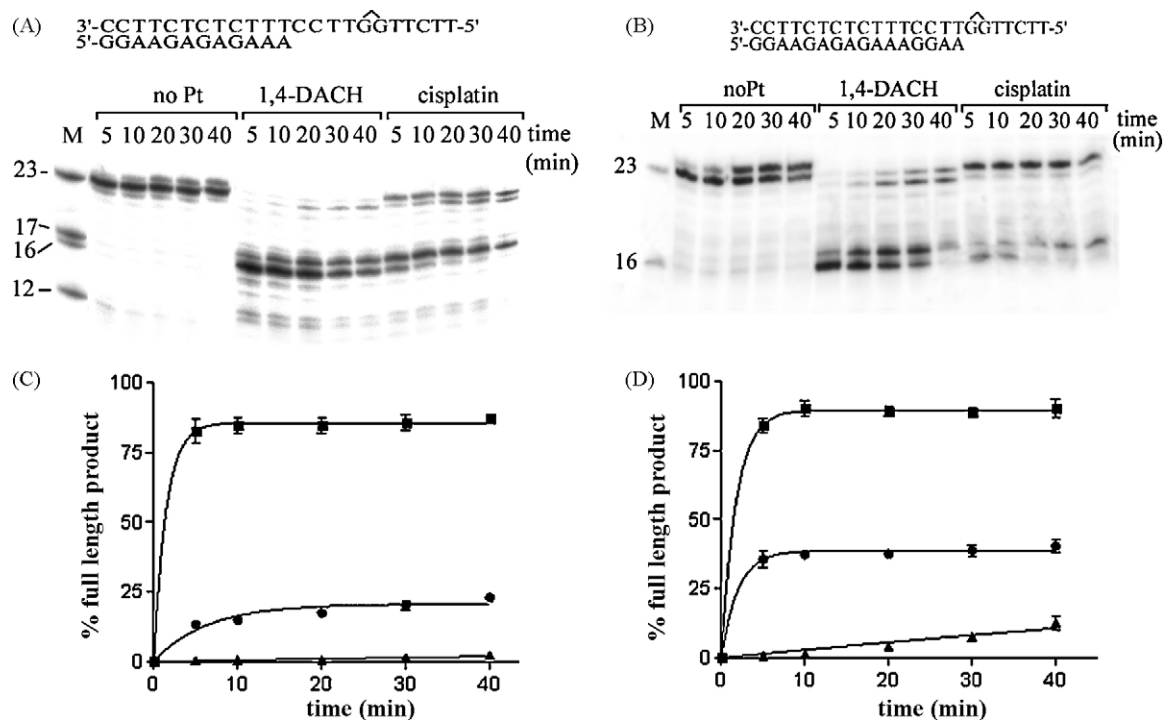 (A)
3'-CCTTCTCTCTTTCCTTGGTTCTT-5'
5'-GGAAGAGAGAAA
no Pt 1,4-DACH cisplatin
M 5 10 20 30 40 5 10 20 30 40 5 10 20 30 40 time (min)
23
17
16
12
(B)
3'-CCTTCTCTCTTTCCTTGGTTCTT-5'
5'-GGAAGAGAGAAAGGAA
noPt 1,4-DACH cisplatin
M 5 10 20 30 40 5 10 20 30 40 5 10 20 30 40 time (min)
23
16
(C)
% full length product
100
75
50
25
0
0 10 20 30 40
time (min)
(D)
% full length product
100
75
50
25
0
0 10 20 30 40
time (min)